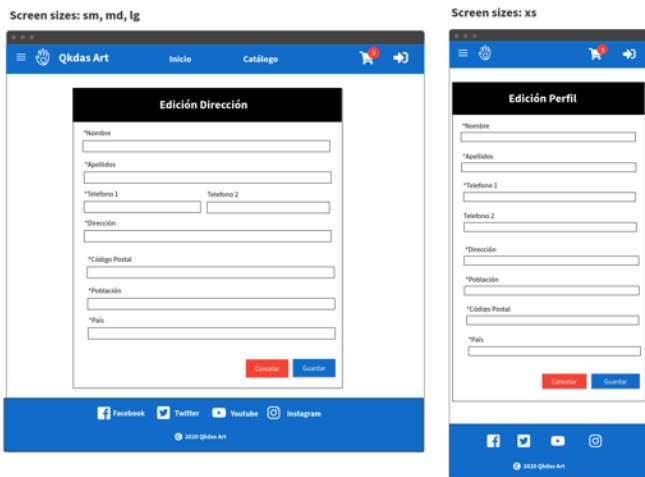 Screen sizes: sm, md, lg
Qkdas Art Inicio Catálogo
Edición Dirección
*Nombre
*Apellidos
*Telefono 1 Telefono 2
*Dirección
*Código Postal
*Población
*País
Cancelar Guardar
Facebook Twitter Youtube Instagram
2020 Qkdas Art
Screen sizes: xs
Edición Perfil
*Nombre
*Apellidos
*Telefono 1
Telefono 2
*Dirección
*Población
*Código Postal
*País
Cancelar Guardar
2020 Qkdas Art